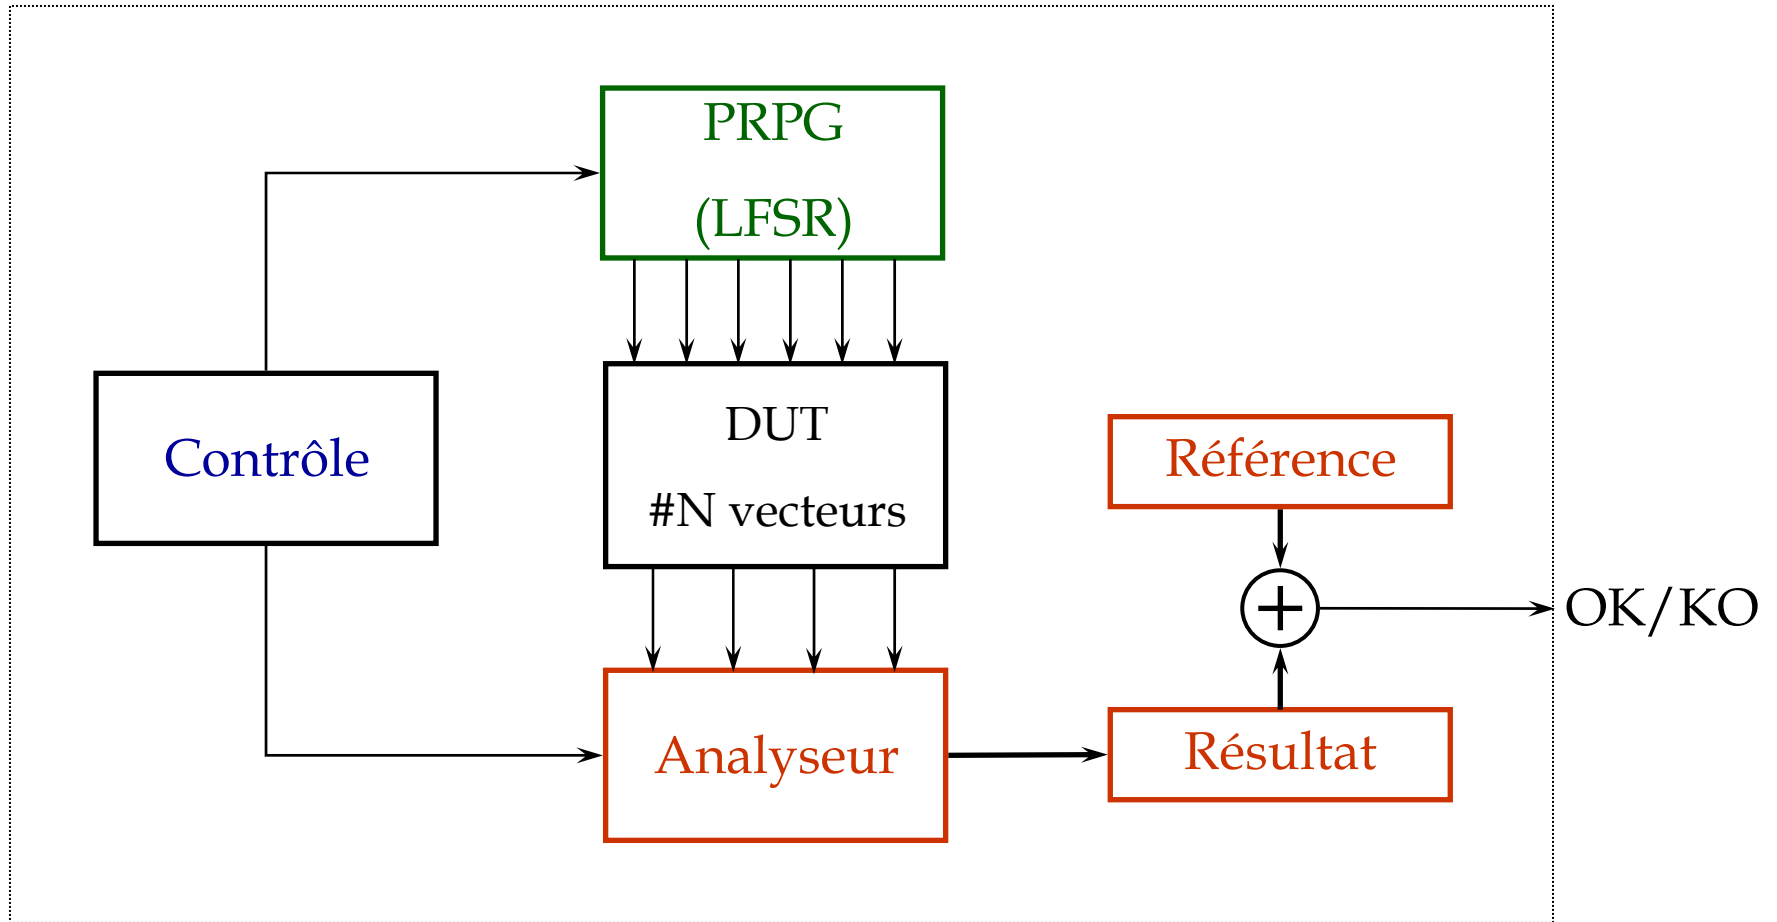 PRPG
(LFSR)
Contrôle
DUT
#N vecteurs
Référence
OK/KO
Analyseur
Résultat